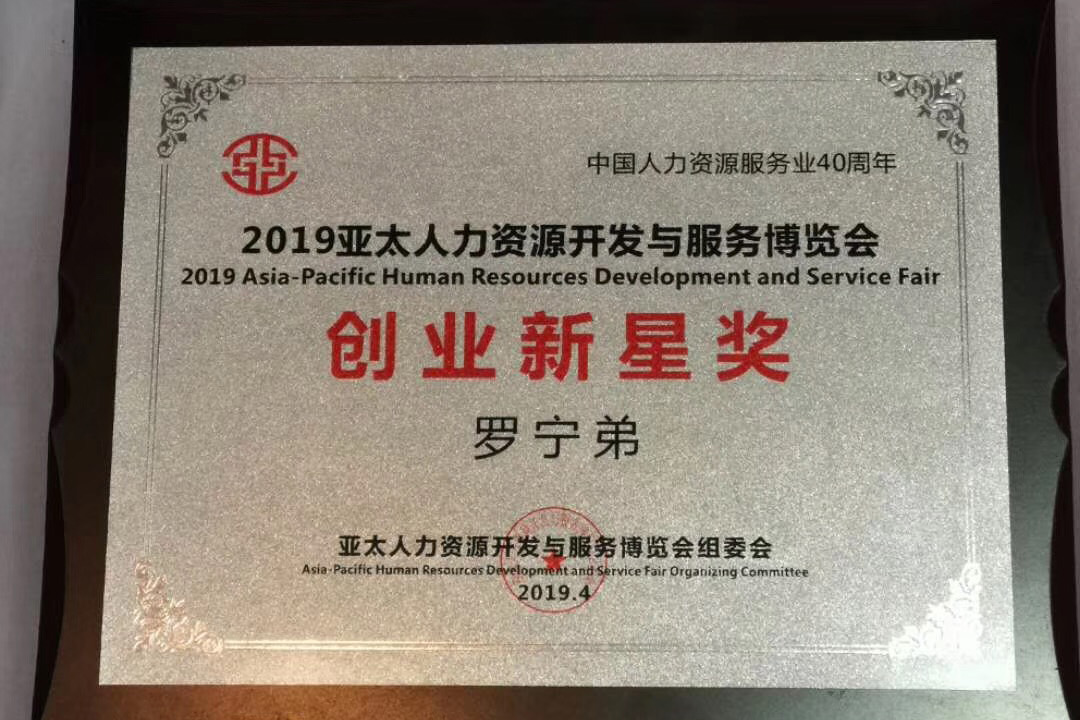 中国人力资源服务业40周年
2019亚太人力资源开发与服务博览会
2019 Asia-Pacific Human Resources Development and Service Fair
创业新星奖
罗宁弟
亚太人力资源开发与服务博览会组委会
Asia-Pacific Human Resources Development and Service Fair Organizing Committee
2019.4